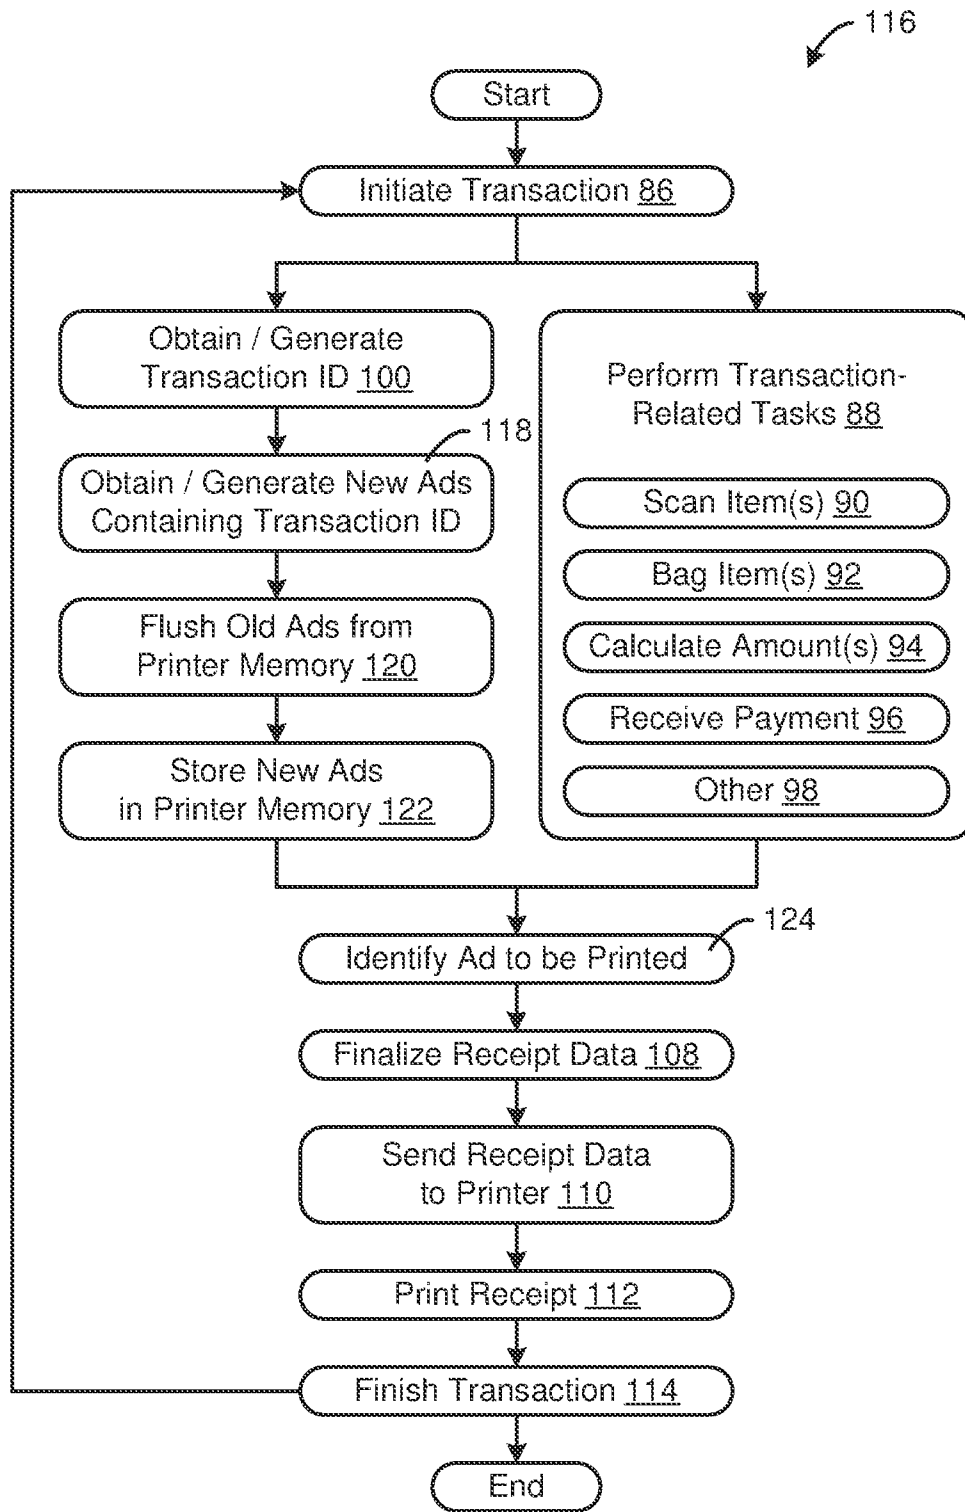 116
Start
Initiate Transaction 86
Obtain / Generate
Transaction ID 100
118
Obtain / Generate New Ads
Containing Transaction ID
Flush Old Ads from
Printer Memory 120
Store New Ads
in Printer Memory 122
Perform Transaction-
Related Tasks 88
Scan Item(s) 90
Bag Item(s) 92
Calculate Amount(s) 94
Receive Payment 96
Other 98
124
Identify Ad to be Printed
Finalize Receipt Data 108
Send Receipt Data
to Printer 110
Print Receipt 112
Finish Transaction 114
End